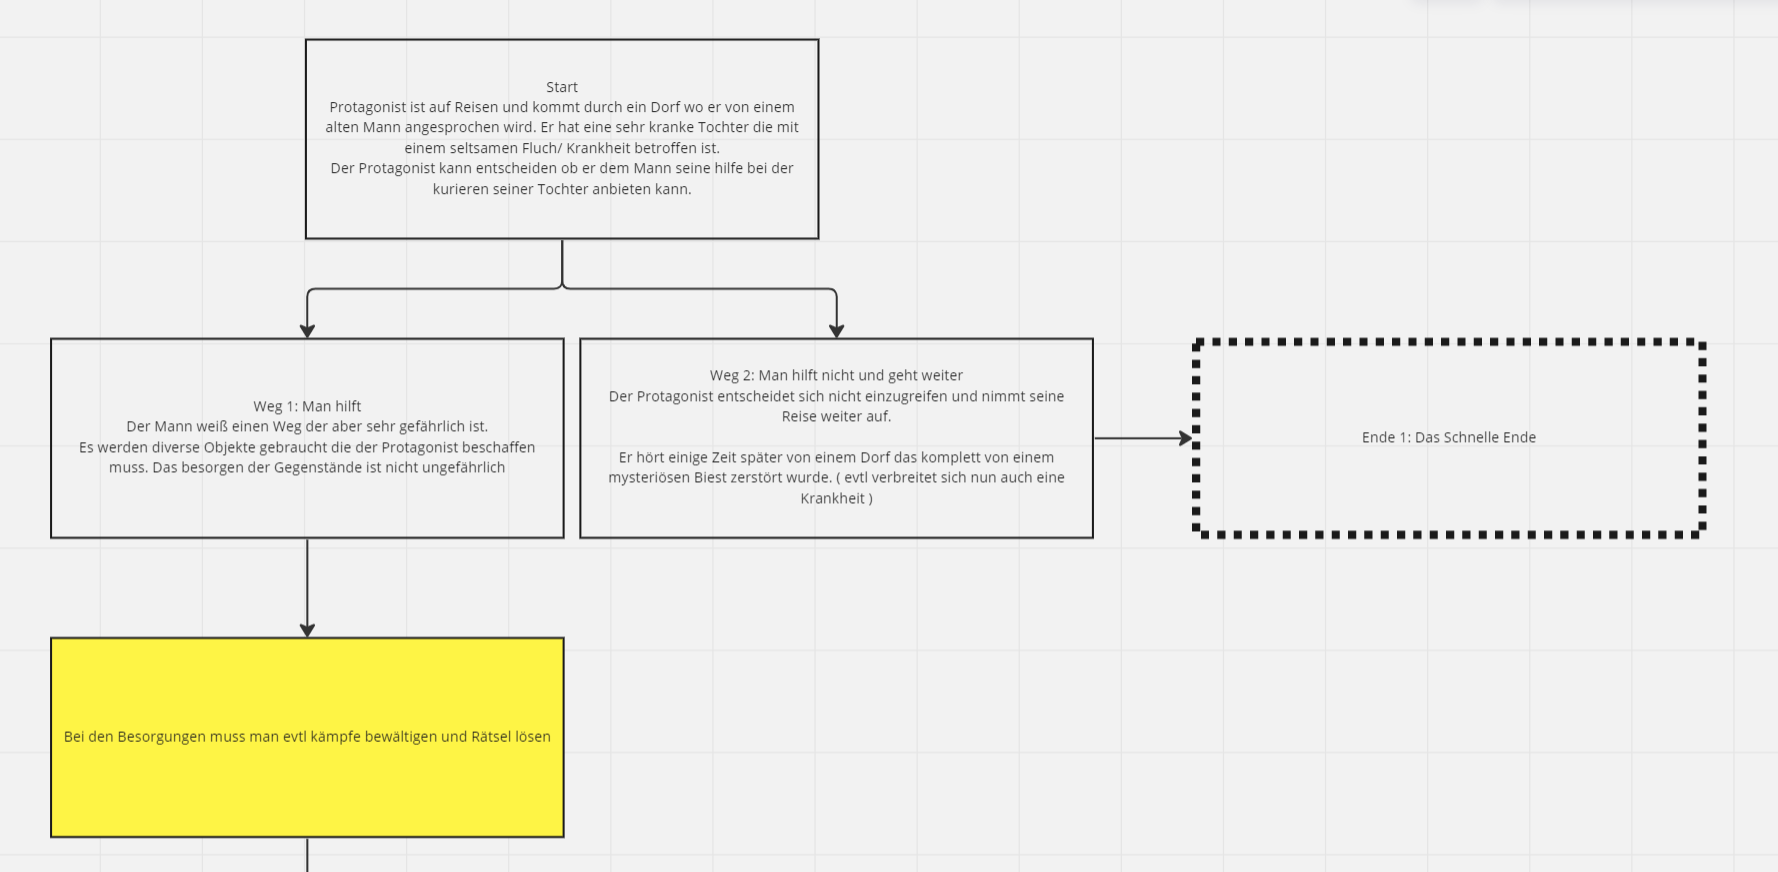 Start
Protagonist ist auf Reisen und kommt durch ein Dorf wo er von einem
alten Mann angesprochen wird. Er hat eine sehr kranke Tochter die mit
einem seltsamen Fluch/ Krankheit betroffen ist.
Der Protagonist kann entscheiden ob er dem Mann seine hilfe bei der
kurieren seiner Tochter anbieten kann.
Weg 1: Man hilft
Der Mann weiß einen Weg der aber sehr gefährlich ist.
Es werden diverse Objekte gebraucht die der Protagonist beschaffen
muss. Das besorgen der Gegenstände ist nicht ungefährlich
Weg 2: Man hilft nicht und geht weiter
Der Protagonist entscheidet sich nicht einzugreifen und nimmt seine
Reise weiter auf.
Er hört einige Zeit später von einem Dorf das komplett von einem
mysteriösen Biest zerstört wurde. ( evtl verbreitet sich nun auch eine
Krankheit )
Ende 1: Das Schnelle Ende
Bei den Besorgungen muss man evtl kämpfe bewältigen und Rätsel lösen